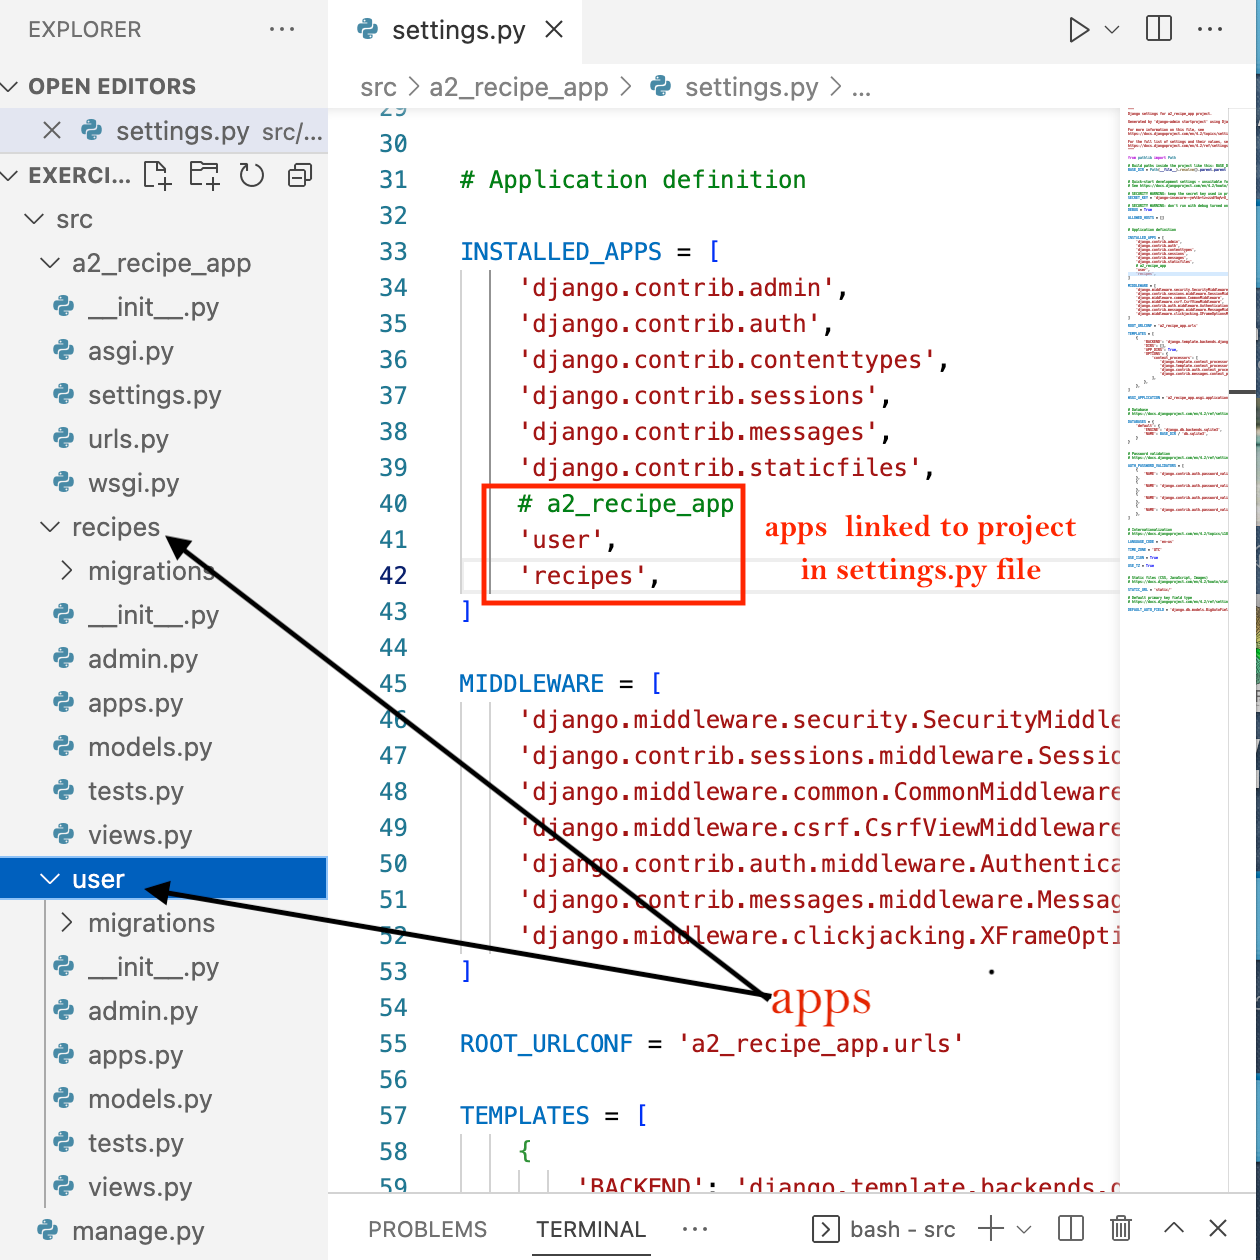 EXPLORER
OPEN EDITORS
settings.py src/...
EXERCI...
src
a2_recipe_app
__init__.py
asgi.py
settings.py
urls.py
wsgi.py
recipes
migrations
__init__.py
admin.py
apps.py
models.py
tests.py
views.py
user
migrations
__init__.py
admin.py
apps.py
models.py
tests.py
views.py
manage.py
settings.py
src > a2_recipe_app > settings.py > ...
29
30
31 # Application definition
32
33 INSTALLED_APPS = [
34 'django.contrib.admin',
35 'django.contrib.auth',
36 'django.contrib.contenttypes',
37 'django.contrib.sessions',
38 'django.contrib.messages',
39 'django.contrib.staticfiles',
40 # a2_recipe_app
41 'user',
42 'recipes',
43 ]
44
45 MIDDLEWARE = [
46 'django.middleware.security.SecurityMiddle
47 'django.contrib.sessions.middleware.Sessio
48 'django.middleware.common.CommonMiddleware
49 'django.middleware.csrf.CsrfViewMiddleware
50 'django.contrib.auth.middleware.Authentica
51 'django.contrib.messages.middleware.Messag
52 'django.middleware.clickjacking.XFrameOpti
53 ]
54
55 ROOT_URLCONF = 'a2_recipe_app.urls'
56
57 TEMPLATES = [
58 {
59 'BACKEND': 'django.template.backends.d
apps linked to project
in settings.py file
apps
PROBLEMS TERMINAL ... bash - src